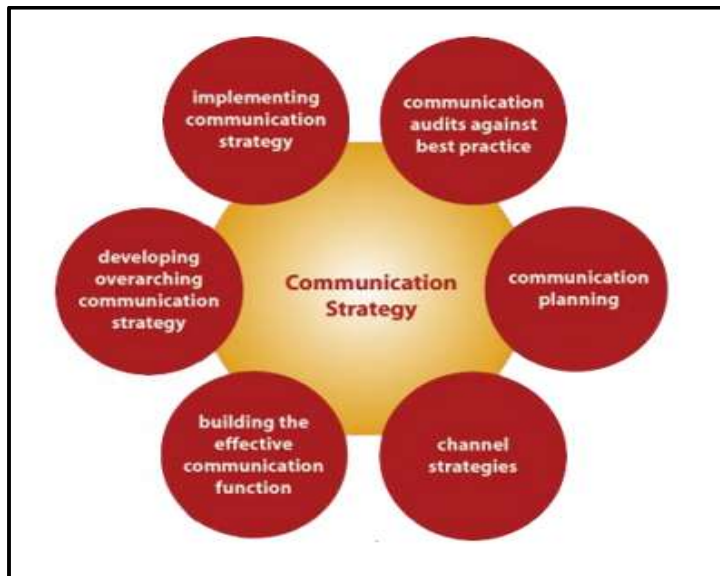 implementing
communication
strategy
communication
audits against
best practice
developing
overarching
communication
strategy
Communication
Strategy
communication
planning
building the
effective
communication
function
channel
strategies